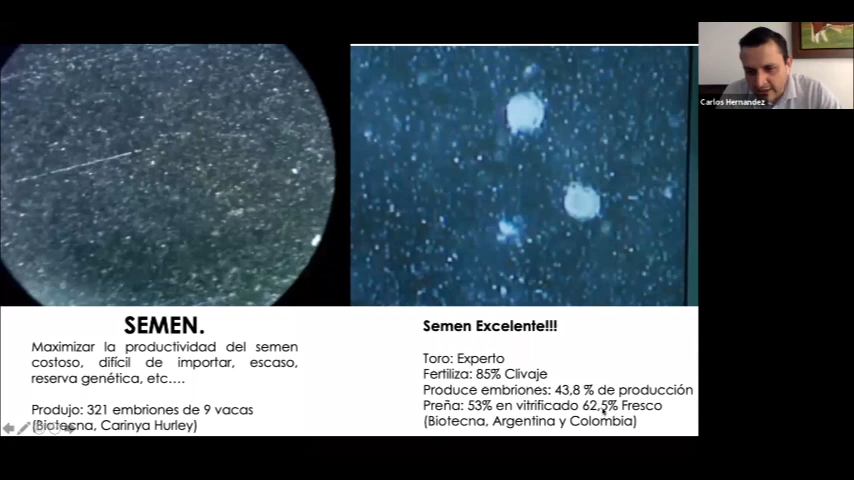 Carlos Hernandez
SEMEN.
Maximizar la productividad del semen
costoso, difícil de importar, escaso,
reserva genética, etc....
Produjo: 321 embriones de 9 vacas
(Biotecna, Carinya Hurley)
Semen Excelente!!!
Toro: Experto
Fertiliza: 85% Clivaje
Produce embriones: 43,8 % de producción
Preña: 53% en vitrificado 62,5% Fresco
(Biotecna, Argentina y Colombia)